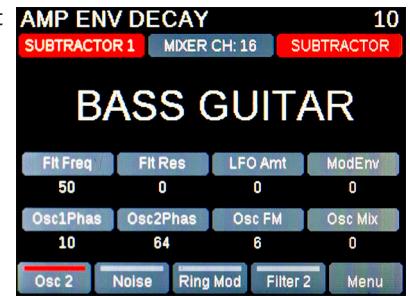 AMP ENV DECAY 10
SUBTRACTOR 1 MIXER CH: 16 SUBTRACTOR
BASS GUITAR
Flt Freq Flt Res LFO Amt ModEnv
50 0 0 0
Osc1Phas Osc2Phas Osc FM Osc Mix
10 64 6 0
Osc 2 Noise Ring Mod Filter 2 Menu